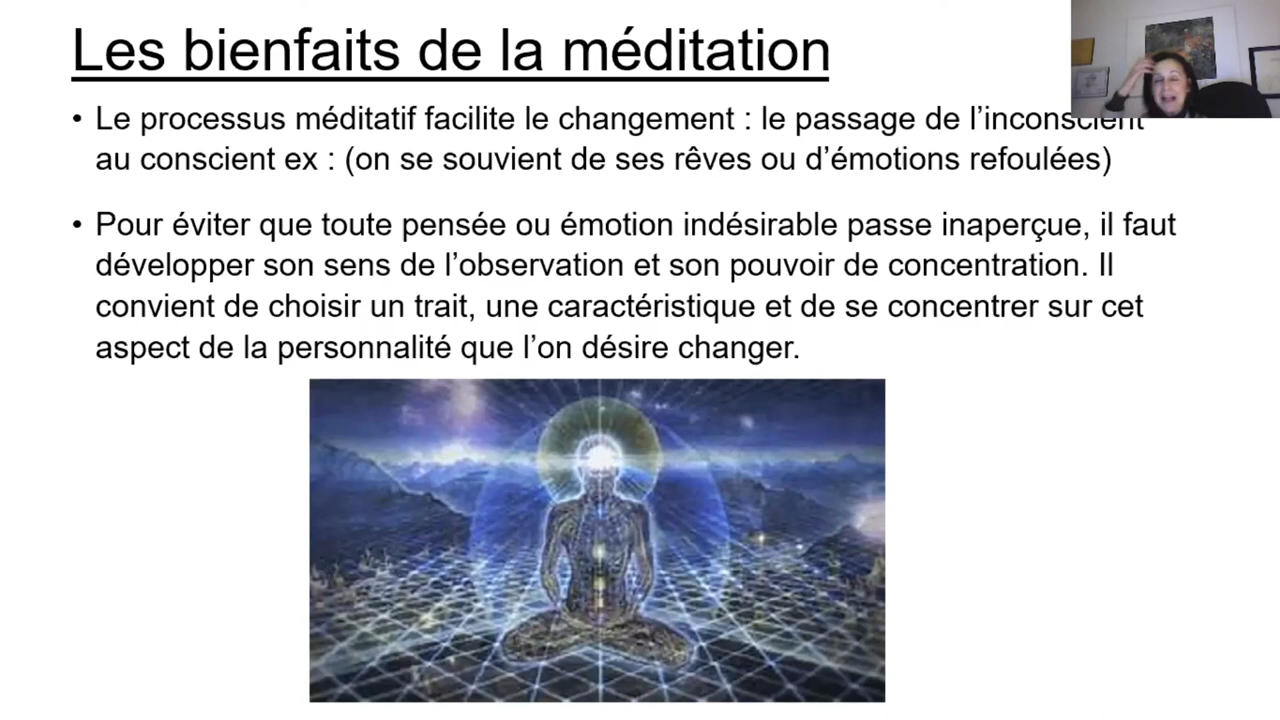 Les bienfaits de la méditation
• Le processus méditatif facilite le changement : le passage de l’inconscient
au conscient ex : (on se souvient de ses rêves ou d’émotions refoulées)
• Pour éviter que toute pensée ou émotion indésirable passe inaperçue, il faut
développer son sens de l’observation et son pouvoir de concentration. Il
convient de choisir un trait, une caractéristique et de se concentrer sur cet
aspect de la personnalité que l’on désire changer.